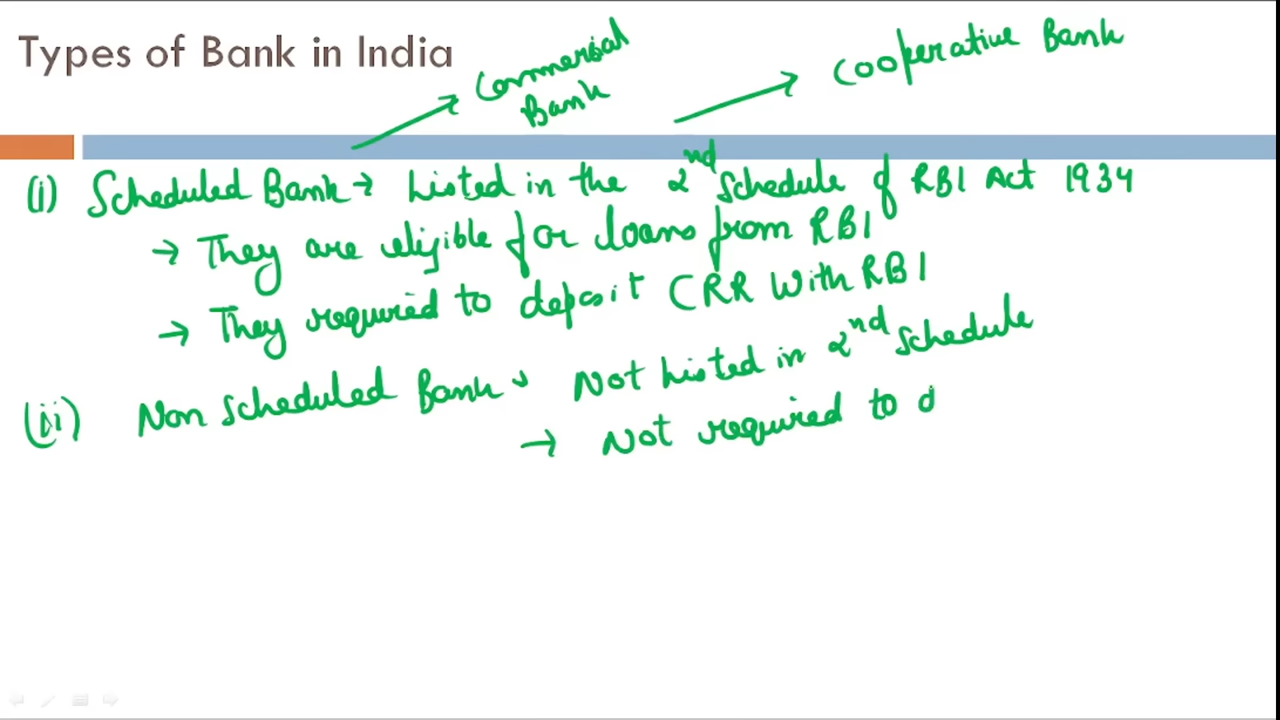 Types of Bank in India
Commercial Bank
Cooperative Bank
(i) Scheduled Bank → Listed in the 2nd Schedule of RBI Act 1934
→ They are eligible for loans from RBI
→ They required to deposit CRR with RBI
(ii) Non Scheduled Bank → Not Listed in 2nd Schedule
→ Not required to d